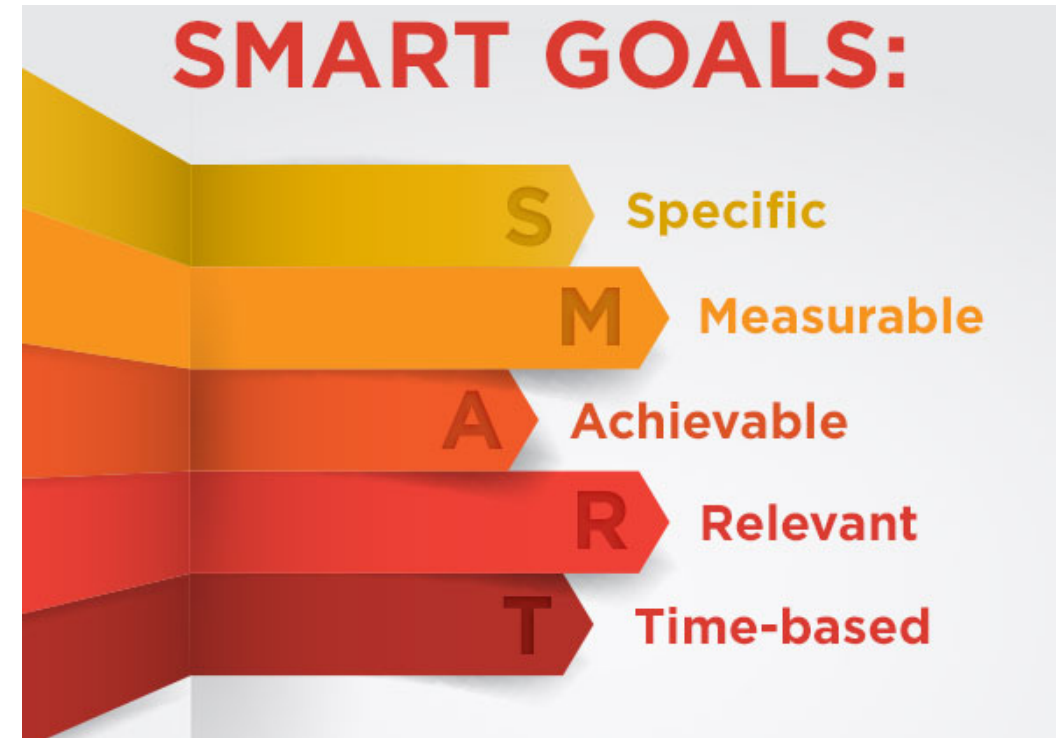 SMART GOALS:
S Specific
M Measurable
A Achievable
R Relevant
T Time-based